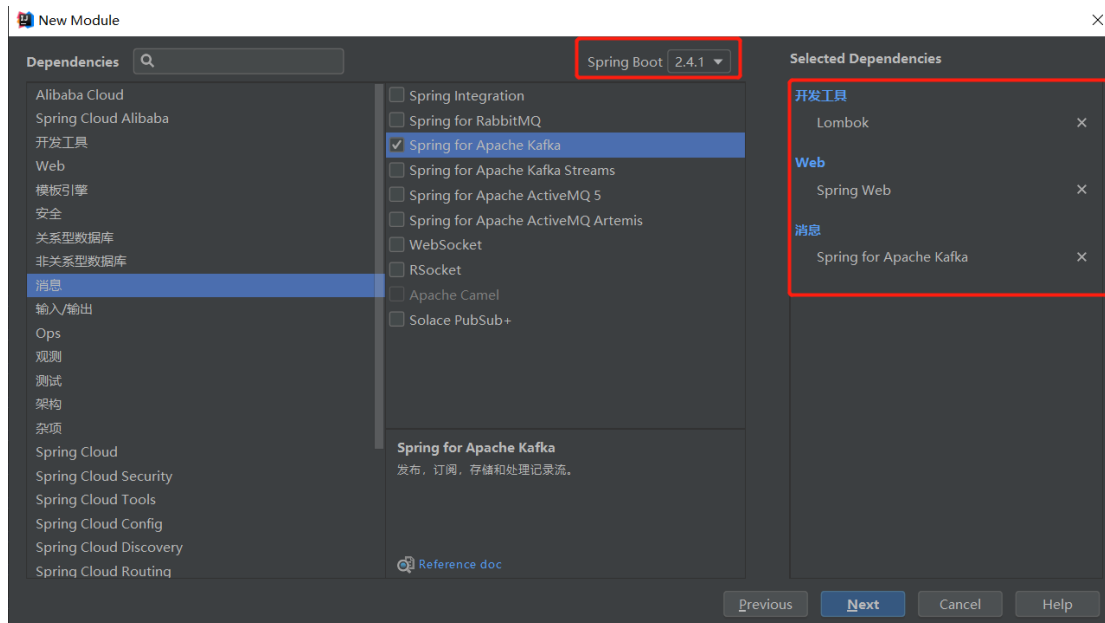 New Module
Dependencies
Spring Boot 2.4.1
Selected Dependencies
Alibaba Cloud
Spring Cloud Alibaba
开发工具
Web
模板引擎
安全
关系型数据库
非关系型数据库
消息
输入/输出
Ops
观测
测试
架构
杂项
Spring Cloud
Spring Cloud Security
Spring Cloud Tools
Spring Cloud Config
Spring Cloud Discovery
Spring Cloud Routing
Spring Integration
Spring for RabbitMQ
Spring for Apache Kafka
Spring for Apache Kafka Streams
Spring for Apache ActiveMQ 5
Spring for Apache ActiveMQ Artemis
WebSocket
RSocket
Apache Camel
Solace PubSub+
Spring for Apache Kafka
发布，订阅，存储和处理记录流。
Reference doc
开发工具
Lombok
Web
Spring Web
消息
Spring for Apache Kafka
Previous
Next
Cancel
Help